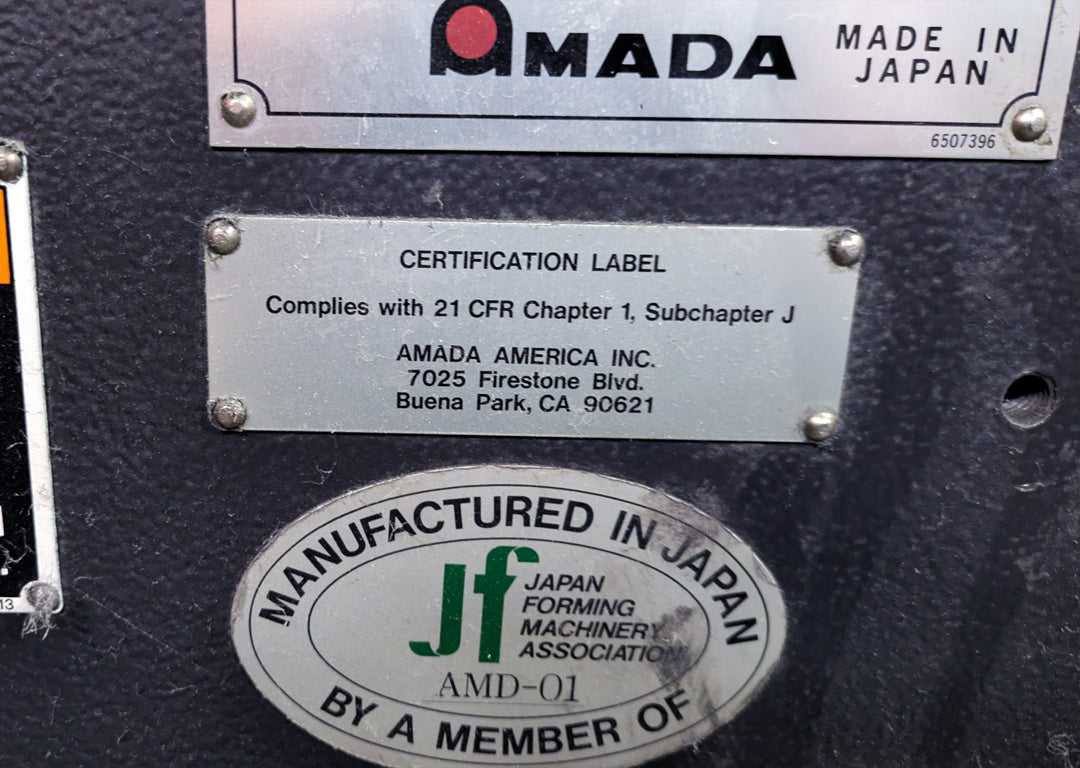 AMADA
MADE IN
JAPAN
6507396
CERTIFICATION LABEL
Complies with 21 CFR Chapter 1, Subchapter J
AMADA AMERICA INC.
7025 Firestone Blvd.
Buena Park, CA 90621
MANUFACTURED IN JAPAN
Jf
JAPAN
FORMING
MACHINERY
ASSOCIATION
AMD-01
BY A MEMBER OF
13